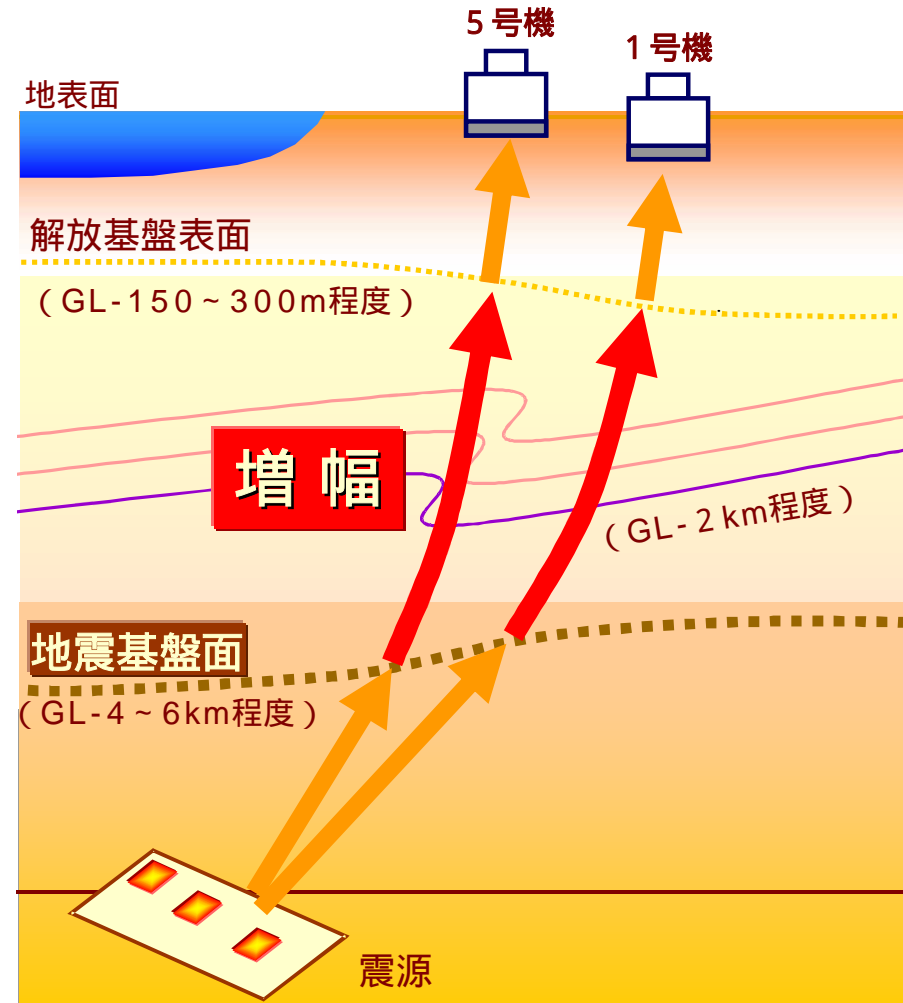 5号機
1号機
地表面
解放基盤表面
（GL-150～300m程度）
増幅
（GL-2km程度）
地震基盤面
（GL-4～6km程度）
震源